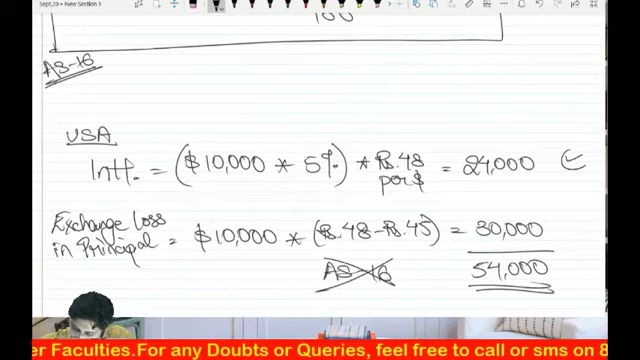 Sept.20 » New Section 3
100
AS-16
USA
Intt. = ($10,000 * 5%) * Rs.48 per $ = 24,000
Exchange Loss in Principal = $10,000 * (Rs.48-Rs.45) = 30,000
AS-16
54,000
er Faculties.For any Doubts or Queries, feel free to call or sms on 8